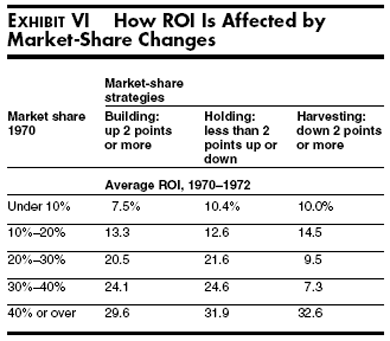 EXHIBIT VI How ROI Is Affected by
Market-Share Changes
Market-share
strategies
Market share
1970
Building:
up 2 points
or more
Holding:
less than 2
points up or
down
Harvesting:
down 2 points
or more
Average ROI, 1970–1972
Under 10% 7.5% 10.4% 10.0%
10%–20% 13.3 12.6 14.5
20%–30% 20.5 21.6 9.5
30%–40% 24.1 24.6 7.3
40% or over 29.6 31.9 32.6